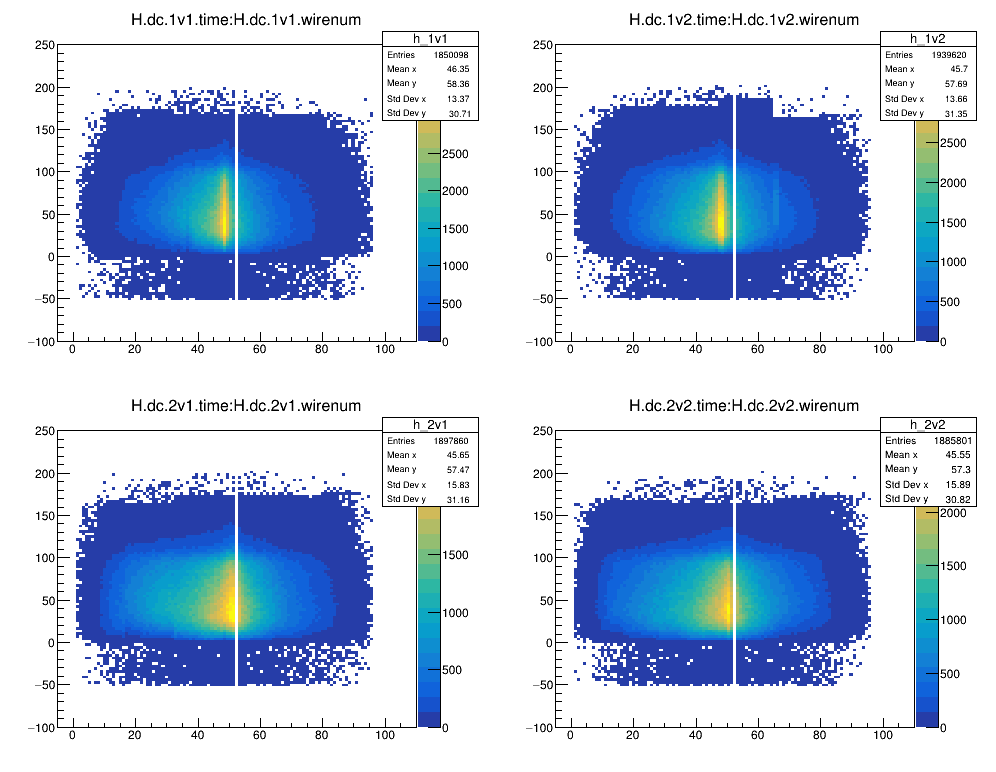 H.dc.1v1.time:H.dc.1v1.wirenum
h_1v1
Entries 1850098
Mean x 46.35
Mean y 58.36
Std Dev x 13.37
Std Dev y 30.71
250
200
150
100
50
0
−50
−100
0 20 40 60 80 100
2500
2000
1500
1000
500
0
H.dc.1v2.time:H.dc.1v2.wirenum
h_1v2
Entries 1939620
Mean x 45.7
Mean y 57.69
Std Dev x 13.66
Std Dev y 31.35
250
200
150
100
50
0
−50
−100
0 20 40 60 80 100
2500
2000
1500
1000
500
0
H.dc.2v1.time:H.dc.2v1.wirenum
h_2v1
Entries 1897860
Mean x 45.65
Mean y 57.47
Std Dev x 15.83
Std Dev y 31.16
250
200
150
100
50
0
−50
−100
0 20 40 60 80 100
1500
1000
500
0
H.dc.2v2.time:H.dc.2v2.wirenum
h_2v2
Entries 1885801
Mean x 45.55
Mean y 57.3
Std Dev x 15.89
Std Dev y 30.82
250
200
150
100
50
0
−50
−100
0 20 40 60 80 100
2000
1500
1000
500
0